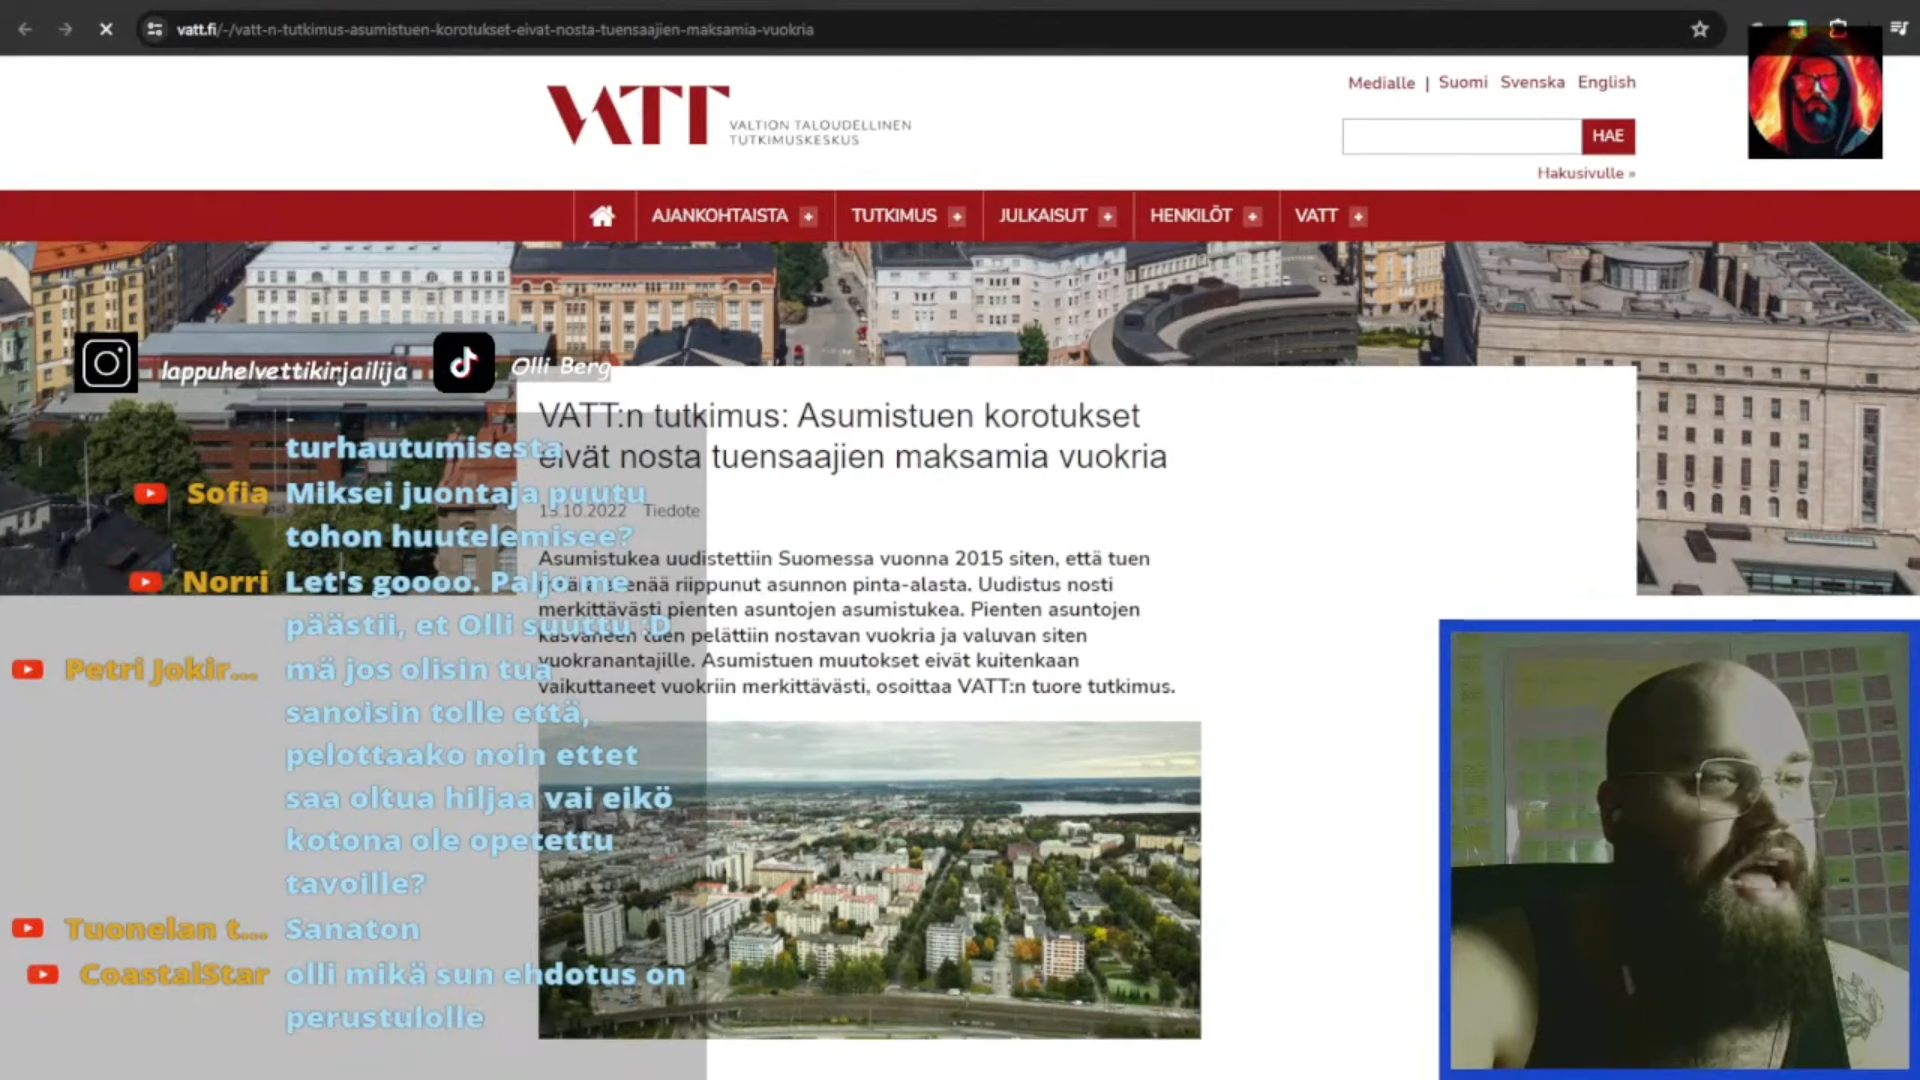 vatt.fi/-/vatt-n-tutkimus-asumistuen-korotukset-eivat-nosta-tuensaajien-maksamia-vuokria
Medialle | Suomi Svenska English
VATT
VALTION TALOUDELLINEN
TUTKIMUSKESKUS
HAE
Hakusivulle »
AJANKOHTAISTA + TUTKIMUS + JULKAISUT + HENKILÖT + VATT +
lappuhelvettikirjailija
Olli Berg
VATT:n tutkimus: Asumistuen korotukset
eivät nosta tuensaajien maksamia vuokria
13.10.2022 Tiedote
Asumistukea uudistettiin Suomessa vuonna 2015 siten, että tuen
enää riippunut asunnon pinta-alasta. Uudistus nosti
merkittävästi pienten asuntojen asumistukea. Pienten asuntojen
kasvaneen tuen pelättiin nostavan vuokria ja valuvan siten
vuokranantajille. Asumistuen muutokset eivät kuitenkaan
vaikuttaneet vuokriin merkittävästi, osoittaa VATT:n tuore tutkimus.
turhautumisesta
Sofia Miksei juontaja puutu
tohon huutelemisee?
Norri Let's goooo. Paljo me
päästii, et Olli suuttu :D
Petri Jokir... mä jos olisin tua
sanoisin tolle että,
pelottaako noin ettet
saa oltua hiljaa vai eikö
kotona ole opetettu
tavoille?
Tuonelan t... Sanaton
CoastalStar olli mikä sun ehdotus on
perustulolle